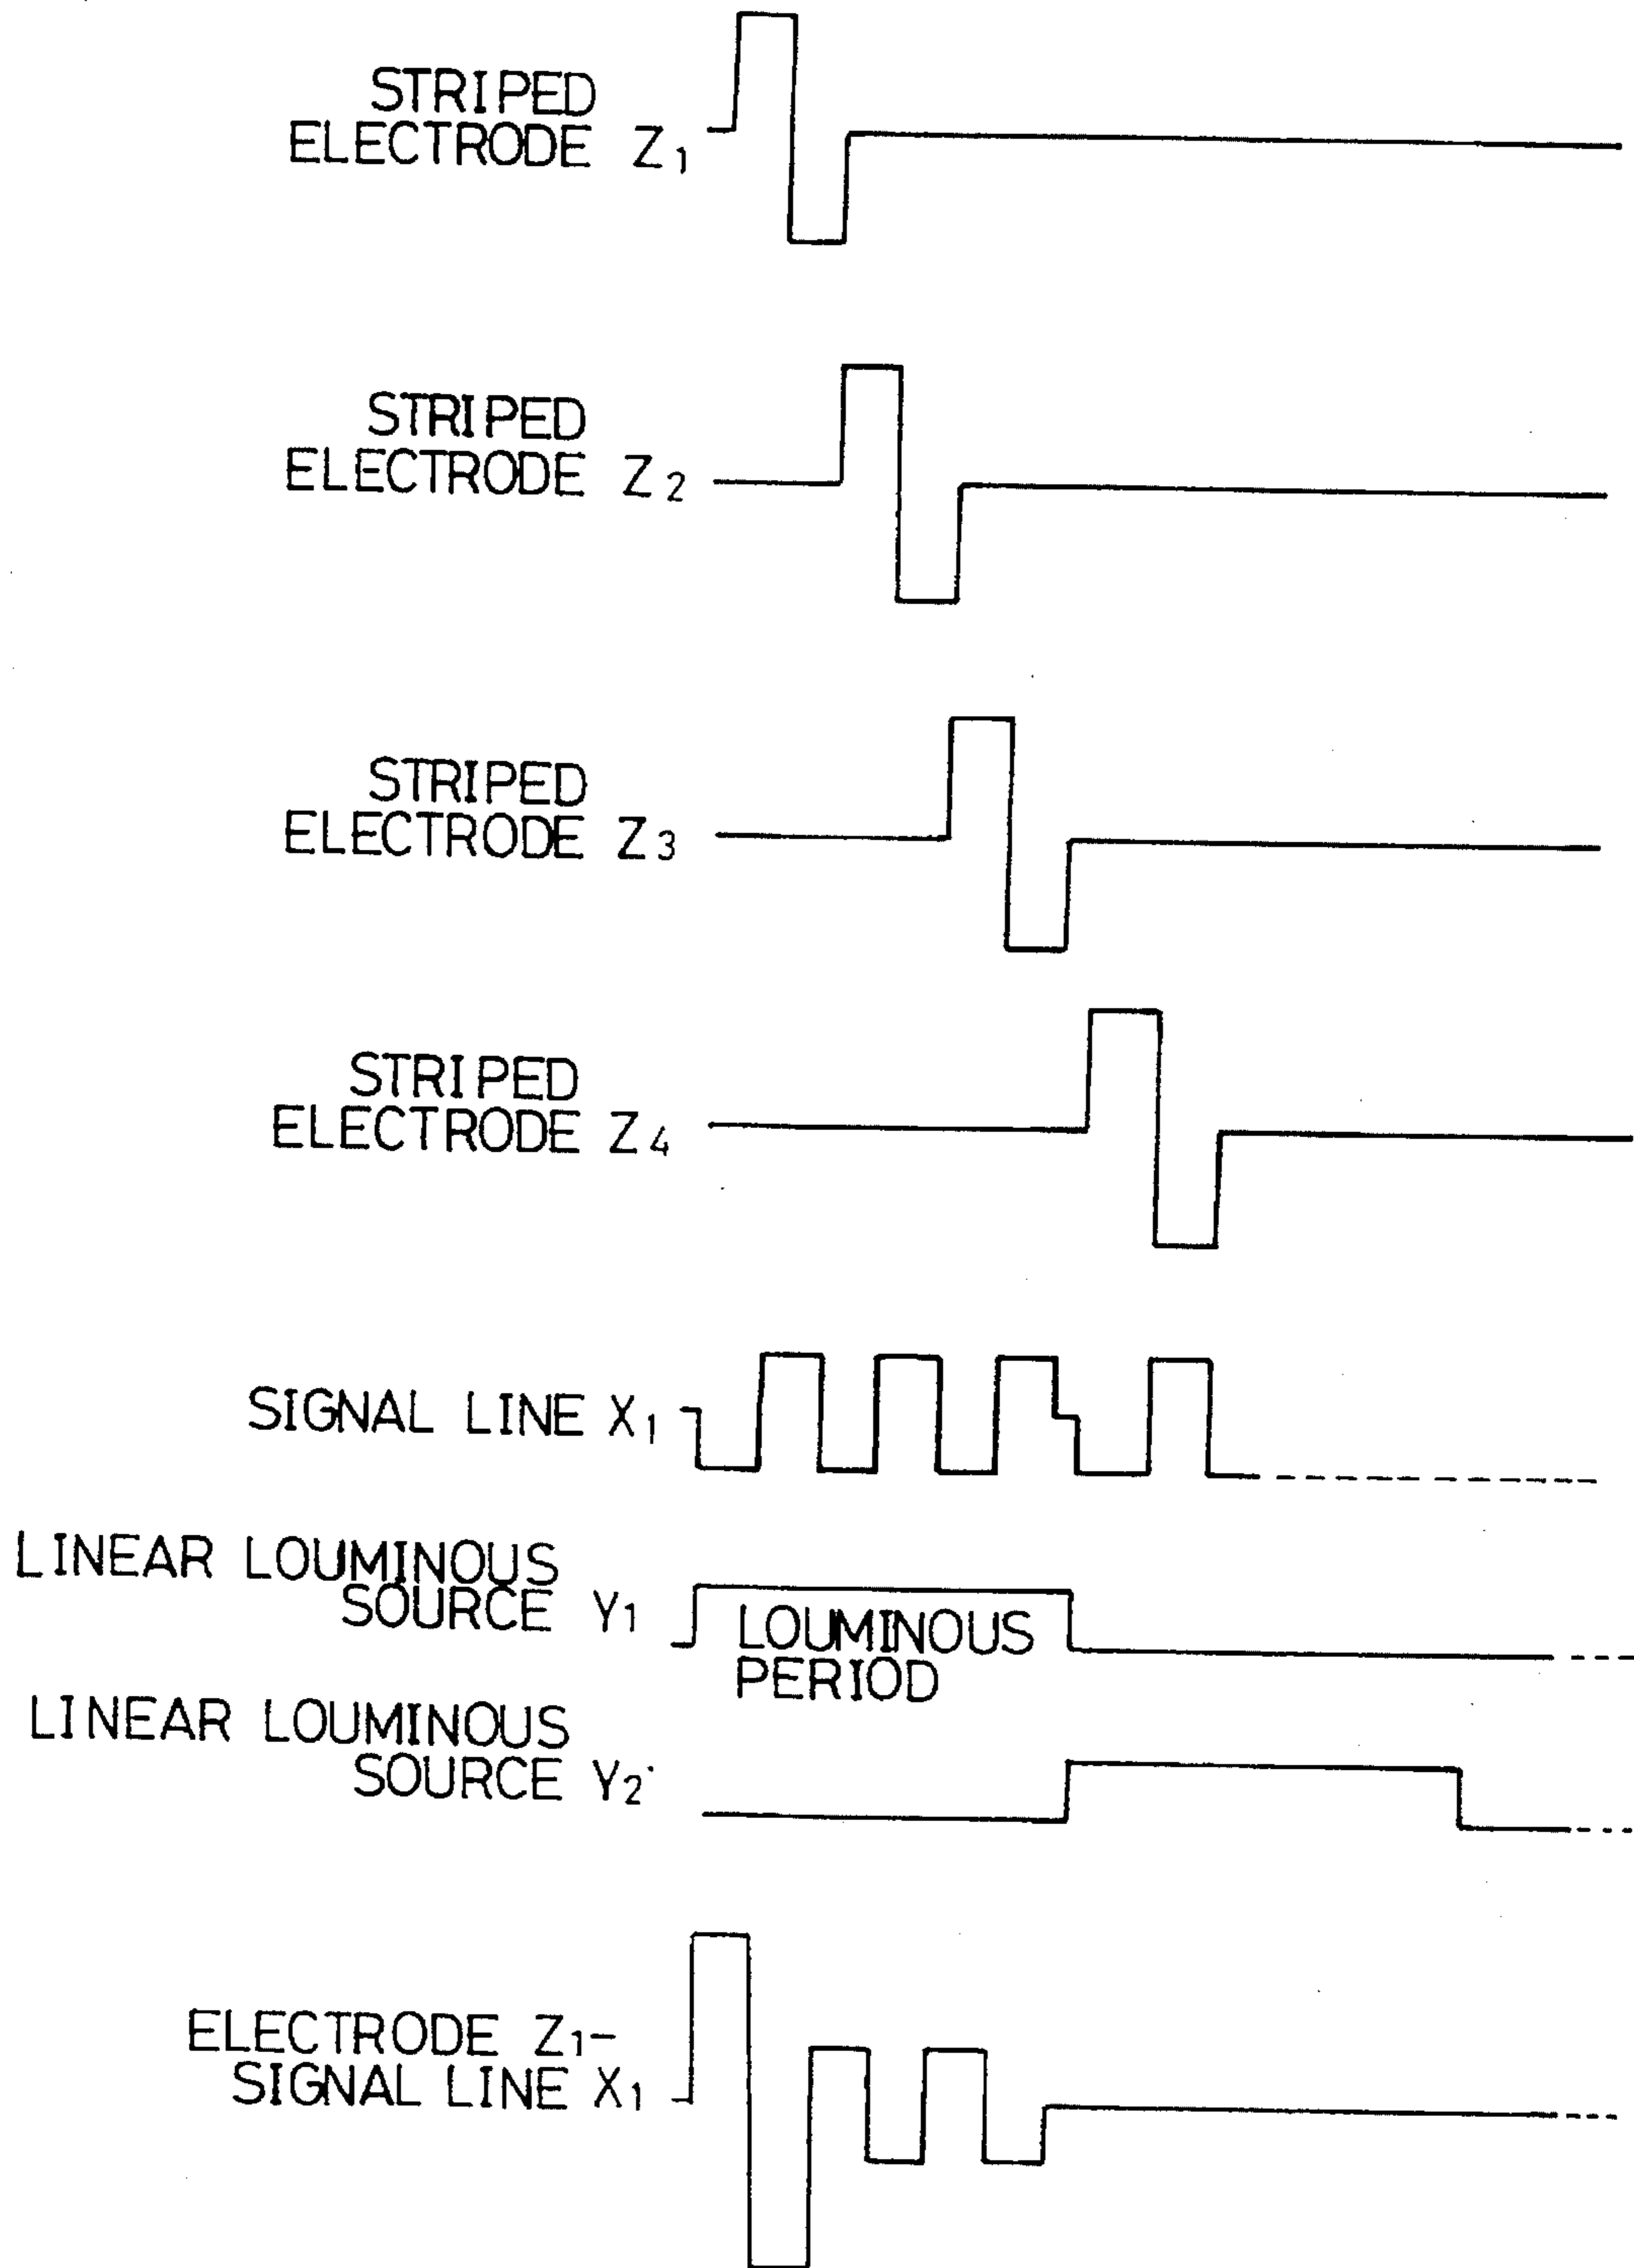 STRIPED
ELECTRODE Z1
STRIPED
ELECTRODE Z2
STRIPED
ELECTRODE Z3
STRIPED
ELECTRODE Z4
SIGNAL LINE X1
LINEAR LOUMINOUS
SOURCE Y1
LOUMINOUS
PERIOD
LINEAR LOUMINOUS
SOURCE Y2
ELECTRODE Z1-
SIGNAL LINE X1